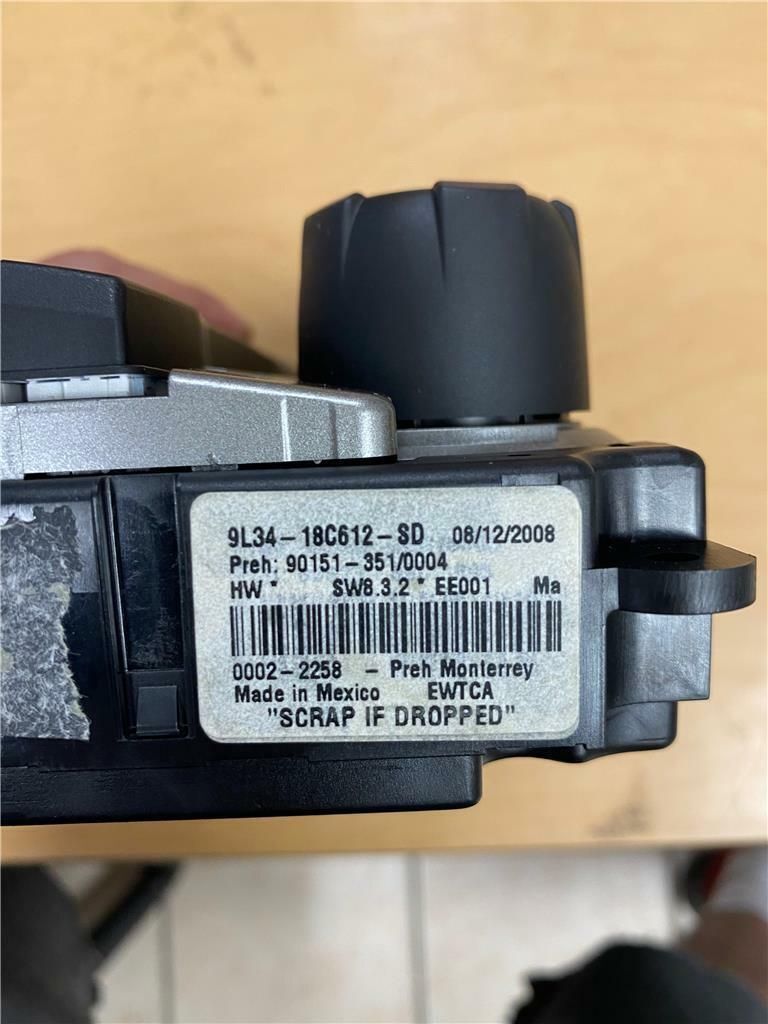 9L34-18C612-SD 08/12/2008
Preh: 90151-351/0004
HW * SW8.3.2 * EE001 Ma
0002-2258 - Preh Monterrey
Made in Mexico EWTCA
"SCRAP IF DROPPED"